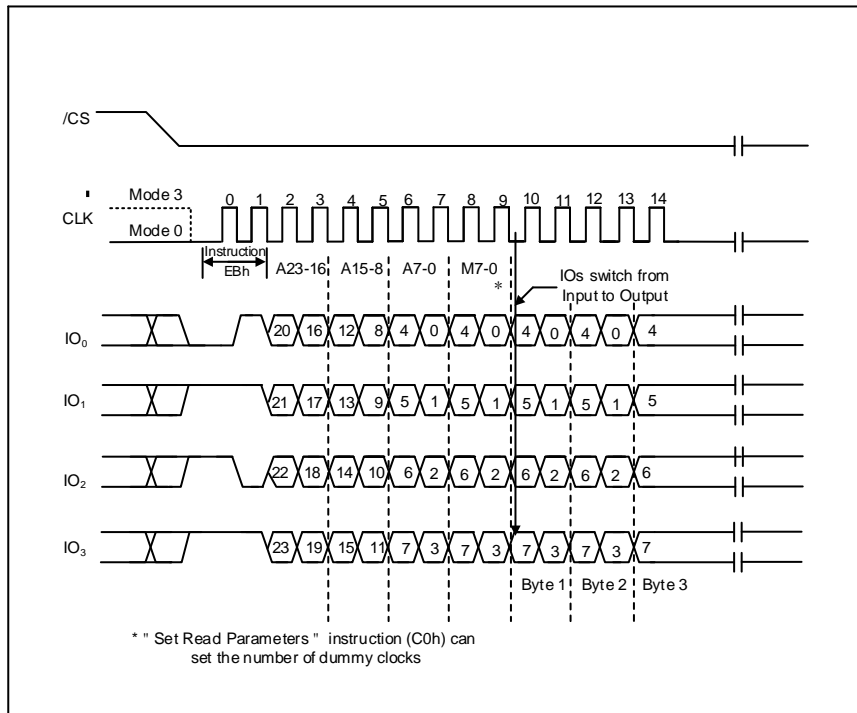 /CS
Mode 3
CLK
Mode 0
0 1 2 3 4 5 6 7 8 9 10 11 12 13 14
Instruction
EBh
A23-16 A15-8 A7-0 M7-0
*
IOs switch from
Input to Output
IO0 20 16 12 8 4 0 4 0 4 0 4 0 4
IO1 21 17 13 9 5 1 5 1 5 1 5 1 5
IO2 22 18 14 10 6 2 6 2 6 2 6 2 6
IO3 23 19 15 11 7 3 7 3 7 3 7 3 7
Byte 1 Byte 2 Byte 3
* " Set Read Parameters " instruction (C0h) can
set the number of dummy clocks